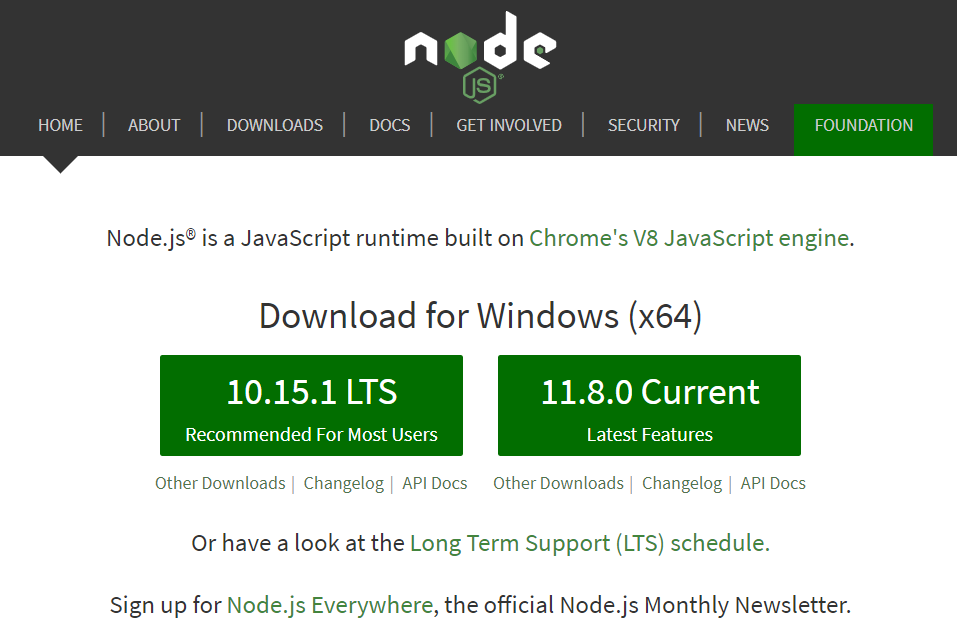 node
JS®
HOME | ABOUT | DOWNLOADS | DOCS | GET INVOLVED | SECURITY | NEWS FOUNDATION
Node.js® is a JavaScript runtime built on Chrome's V8 JavaScript engine.
Download for Windows (x64)
10.15.1 LTS 11.8.0 Current
Recommended For Most Users Latest Features
Other Downloads | Changelog | API Docs Other Downloads | Changelog | API Docs
Or have a look at the Long Term Support (LTS) schedule.
Sign up for Node.js Everywhere, the official Node.js Monthly Newsletter.